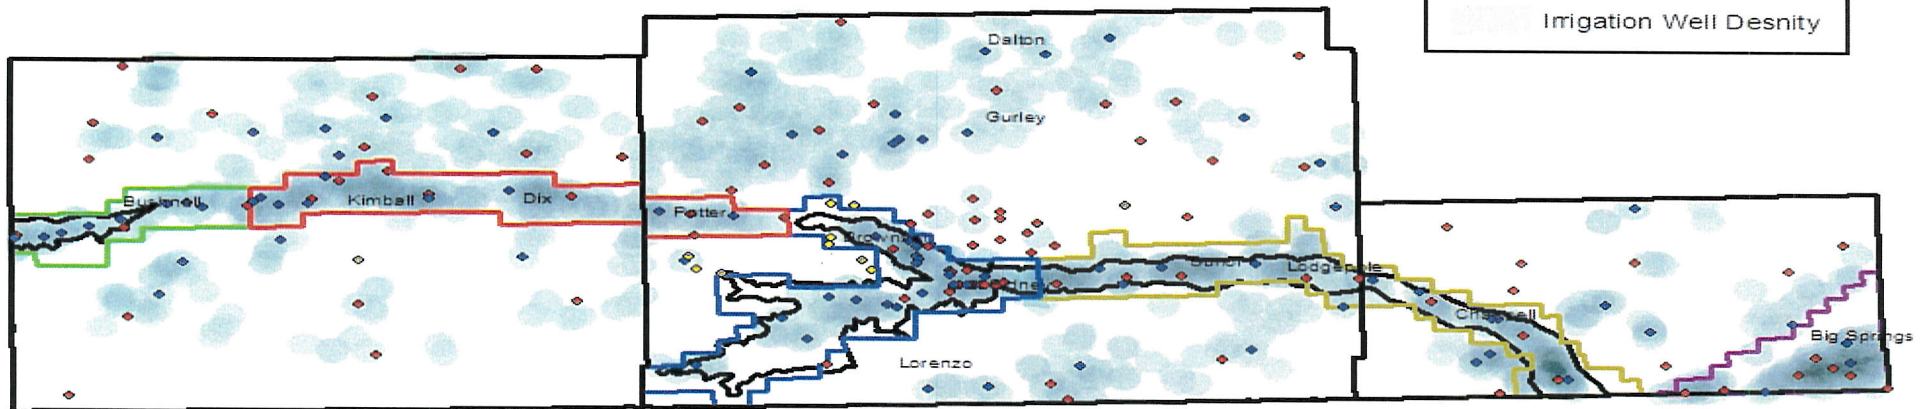 Irrigation Well Desnity
Dalton
Gurley
Bushnell
Kimball
Dix
Potter
Lodgepole
Chappell
Big Springs
Lorenzo